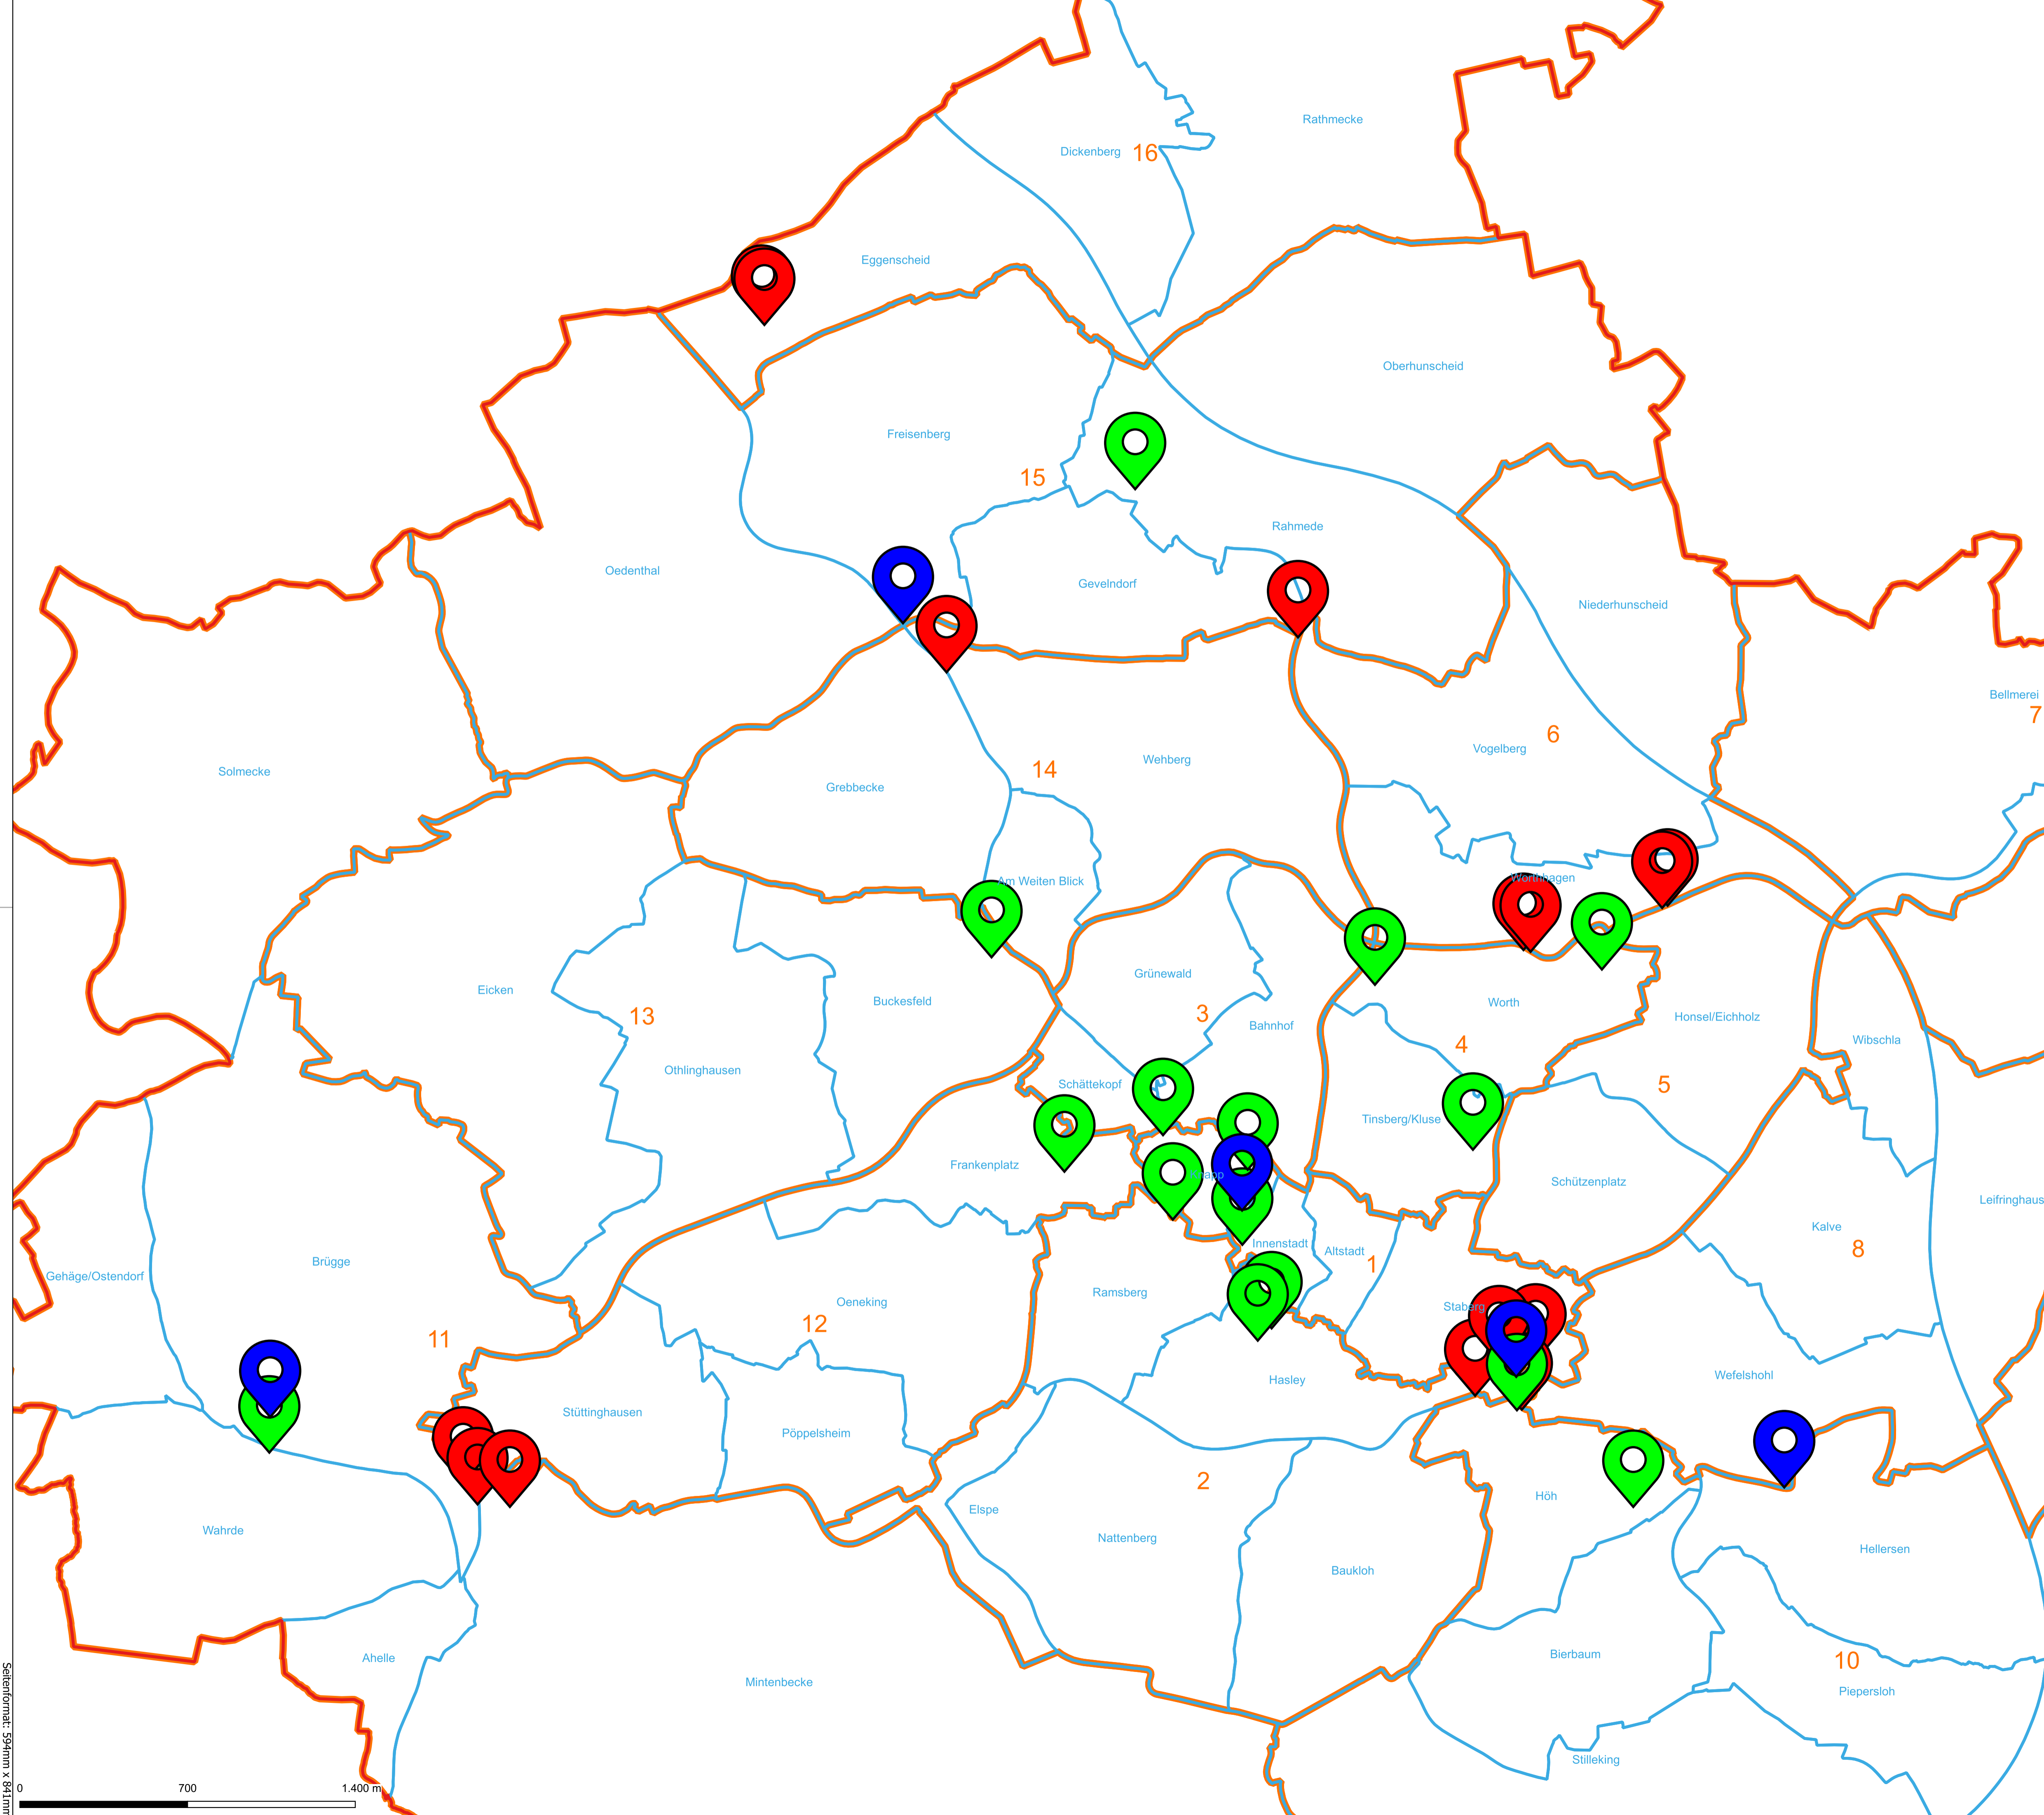 Rathmecke
Dickenberg
16
Eggenscheid
Oberhunscheid
Freisenberg
15
Rahmede
Oedenthal
Gevelndorf
Niederhunscheid
Bellmerei
7
6
Vogelberg
Wehberg
Solmecke
14
Grebbecke
Am Weiten Blick
Worthhagen
Grünewald
Eicken
Buckesfeld
Worth
3
13
Honsel/Eichholz
Bahnhof
Wibschla
4
Othlinghausen
Schättekopf
5
Tinsberg/Kluse
Frankenplatz
Schützenplatz
Leifringhaus
Kalve
8
Innenstadt
Altstadt
1
Brügge
Gehäge/Ostendorf
Ramsberg
Oeneking
Staberg
12
11
Wefelshohl
Hasley
Stüttinghausen
Pöppelsheim
2
Höh
Elspe
Wahrde
Nattenberg
Hellersen
Baukloh
Bierbaum
Ahelle
10
Mintenbecke
Piepersloh
Stilleking
0 700 1.400 m
Seitenformat: 594mm x 841mm